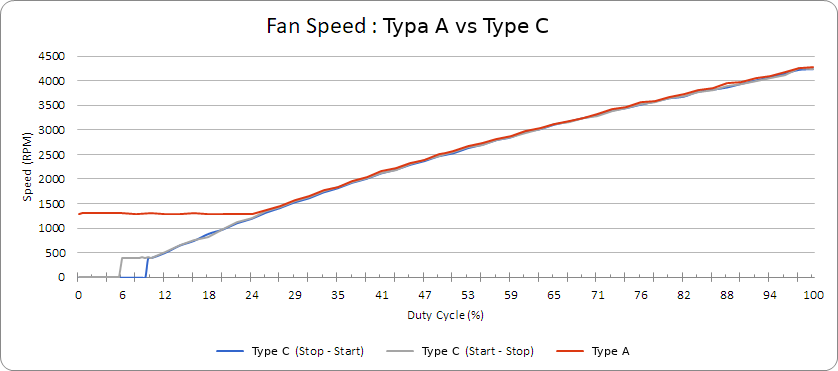 Fan Speed : Typa A vs Type C
4500
4000
3500
3000
2500
2000
1500
1000
500
0
Speed (RPM)
0 6 12 18 24 29 35 41 47 53 59 65 71 76 82 88 94 100
Duty Cycle (%)
Type C (Stop - Start) Type C (Start - Stop) Type A